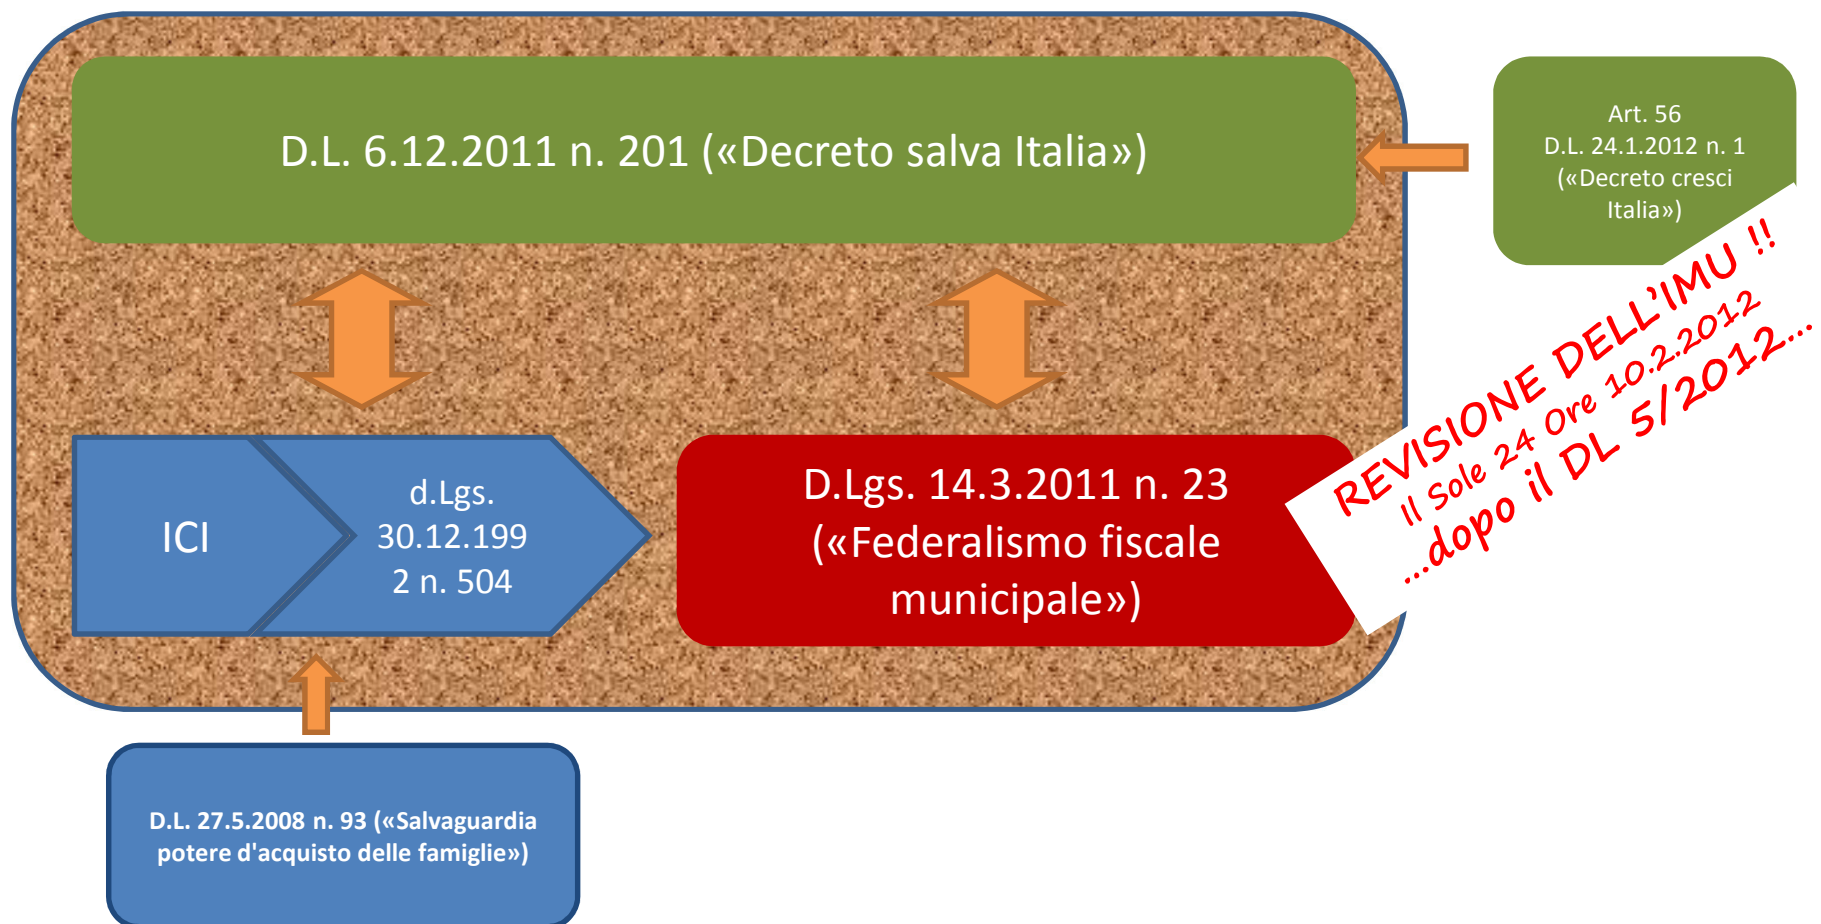 D.L. 6.12.2011 n. 201 («Decreto salva Italia»)
Art. 56
D.L. 24.1.2012 n. 1
(«Decreto cresci
Italia»)
REVISIONE DELL'IMU !!
Il Sole 24 Ore 10.2.2012
...dopo il DL 5/2012...
ICI
d.Lgs.
30.12.199
2 n. 504
D.Lgs. 14.3.2011 n. 23
(«Federalismo fiscale
municipale»)
D.L. 27.5.2008 n. 93 («Salvaguardia
potere d'acquisto delle famiglie»)